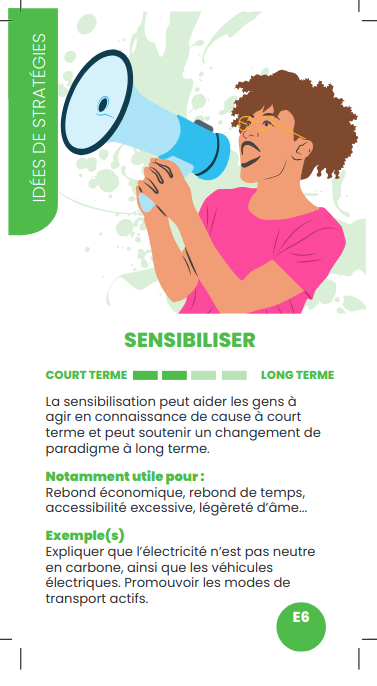 IDÉES DE STRATÉGIES
SENSIBILISER
COURT TERME LONG TERME
La sensibilisation peut aider les gens à
agir en connaissance de cause à court
terme et peut soutenir un changement de
paradigme à long terme.
Notamment utile pour :
Rebond économique, rebond de temps,
accessibilité excessive, légèreté d’âme...
Exemple(s)
Expliquer que l’électricité n’est pas neutre
en carbone, ainsi que les véhicules
électriques. Promouvoir les modes de
transport actifs.
E6